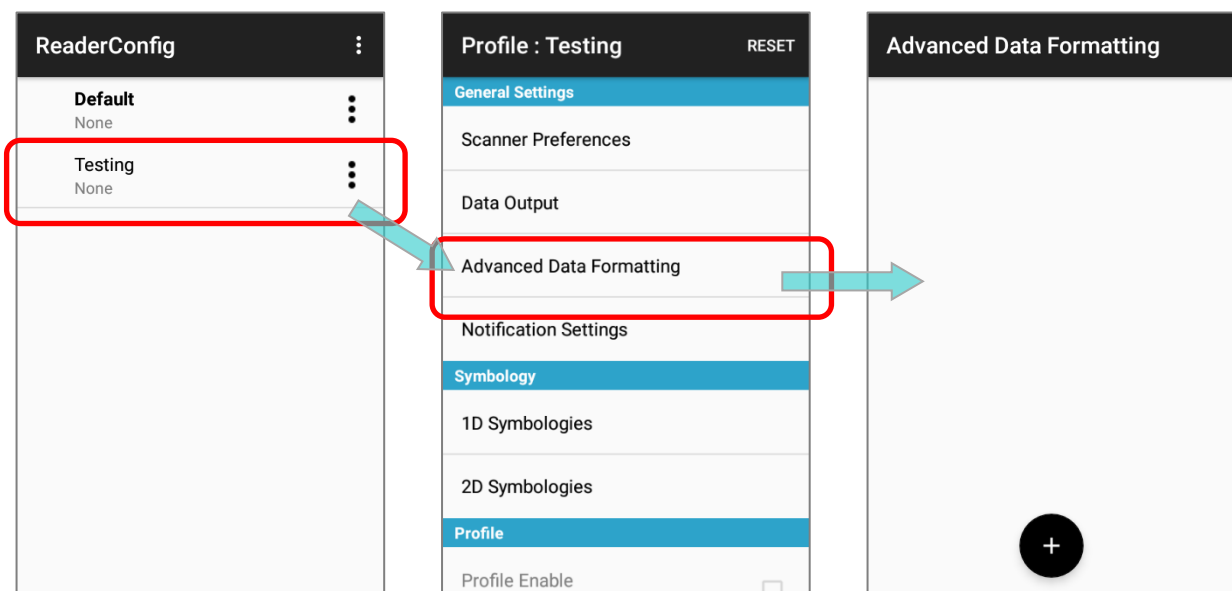 ReaderConfig
Default
None
Testing
None
Profile : Testing
RESET
General Settings
Scanner Preferences
Data Output
Advanced Data Formatting
Notification Settings
Symbology
1D Symbologies
2D Symbologies
Profile
Profile Enable
Advanced Data Formatting
+